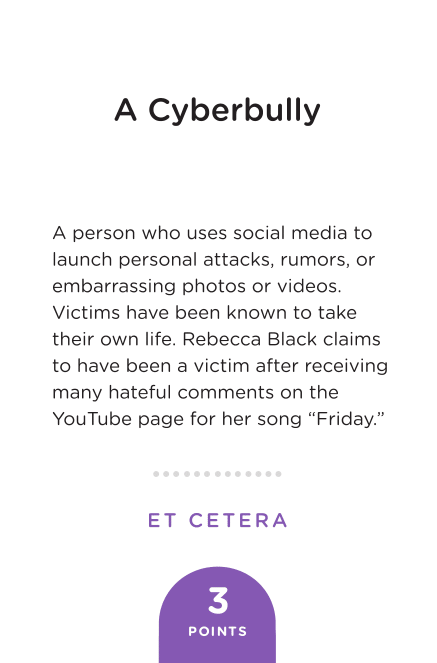 A Cyberbully
A person who uses social media to
launch personal attacks, rumors, or
embarrassing photos or videos.
Victims have been known to take
their own life. Rebecca Black claims
to have been a victim after receiving
many hateful comments on the
YouTube page for her song “Friday.”
ET CETERA
3
POINTS